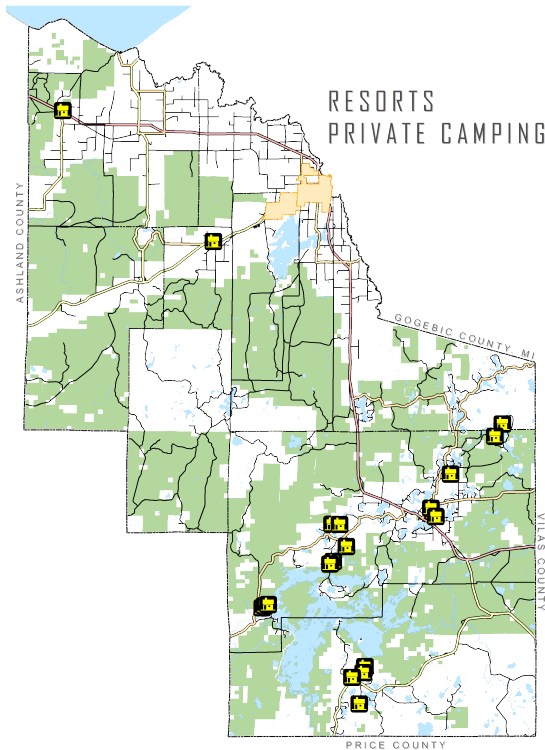 RESORTS
PRIVATE CAMPING
ASHLAND COUNTY
GOGEBIC COUNTY MI
VILAS COUNTY
PRICE COUNTY